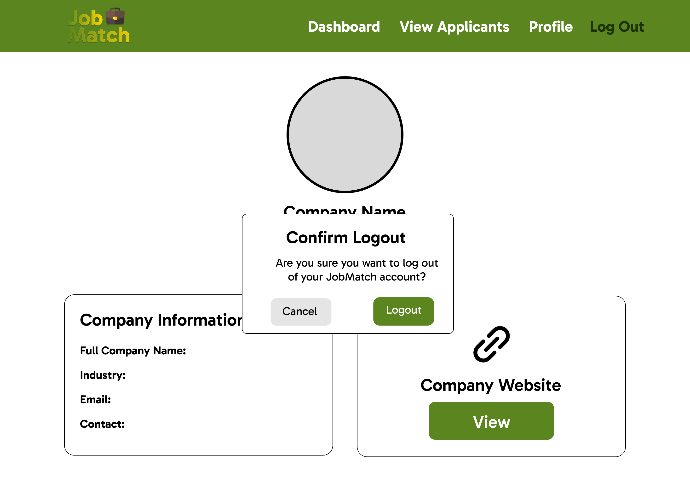 Job
Match
Dashboard View Applicants Profile Log Out
Company Name
Confirm Logout
Are you sure you want to log out
of your JobMatch account?
Cancel Logout
Company Information
Full Company Name:
Industry:
Email:
Contact:
Company Website
View